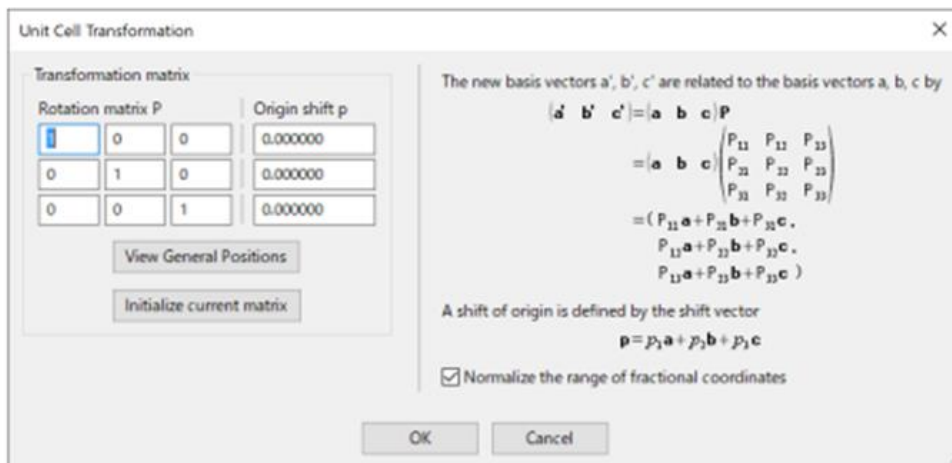 Unit Cell Transformation
Transformation matrix
Rotation matrix P
Origin shift p
1 0 0 0.000000
0 1 0 0.000000
0 0 1 0.000000
View General Positions
Initialize current matrix
The new basis vectors a', b', c' are related to the basis vectors a, b, c by
(a' b' c')=(a b c)P
=(a b c)(P11 P12 P13
P21 P22 P23
P31 P32 P33)
=(P11a+P21b+P31c,
P12a+P22b+P32c,
P13a+P23b+P33c)
A shift of origin is defined by the shift vector
p=p1a+p2b+p3c
Normalize the range of fractional coordinates
OK
Cancel